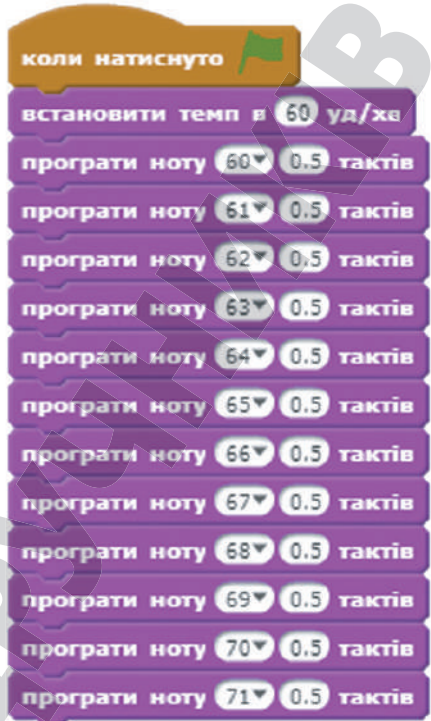 коли натиснуто
встановити темп в 60 уд/хв
програти ноту 60 0.5 тактів
програти ноту 61 0.5 тактів
програти ноту 62 0.5 тактів
програти ноту 63 0.5 тактів
програти ноту 64 0.5 тактів
програти ноту 65 0.5 тактів
програти ноту 66 0.5 тактів
програти ноту 67 0.5 тактів
програти ноту 68 0.5 тактів
програти ноту 69 0.5 тактів
програти ноту 70 0.5 тактів
програти ноту 71 0.5 тактів